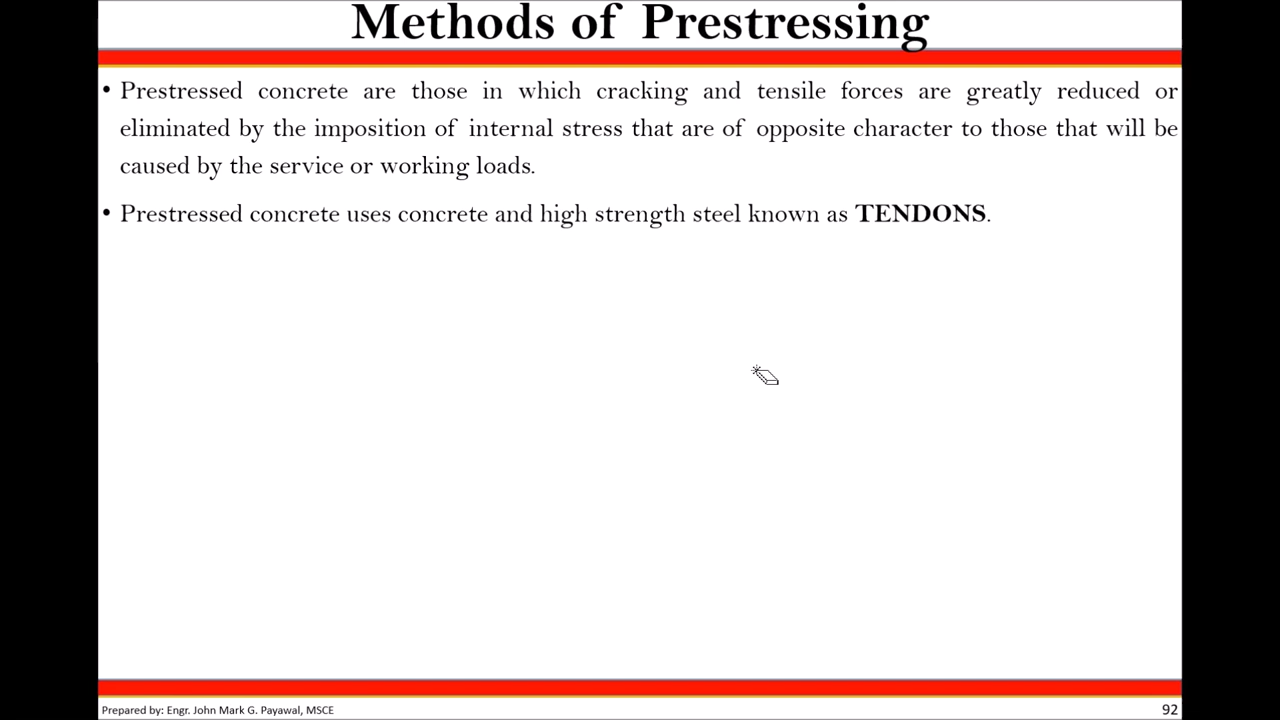 Methods of Prestressing
• Prestressed concrete are those in which cracking and tensile forces are greatly reduced or
eliminated by the imposition of internal stress that are of opposite character to those that will be
caused by the service or working loads.
• Prestressed concrete uses concrete and high strength steel known as TENDONS.
Prepared by: Engr. John Mark G. Payawal, MSCE
92